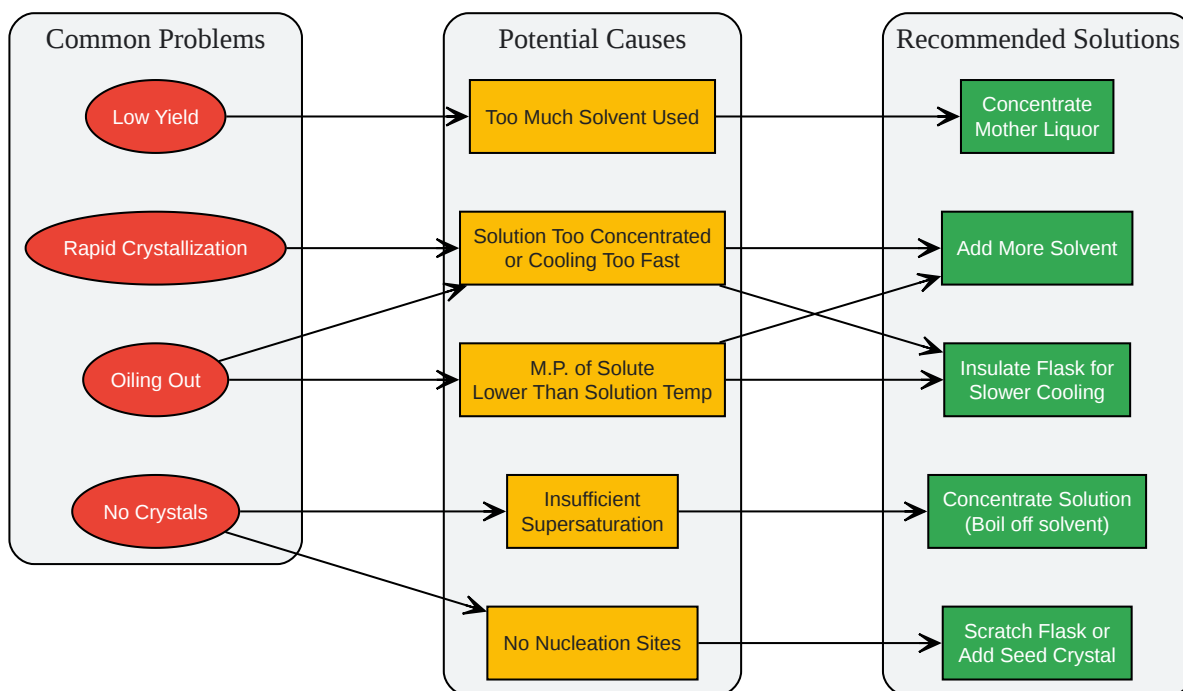 Common Problems
Potential Causes
Recommended Solutions
Low Yield
Too Much Solvent Used
Concentrate
Mother Liquor
Rapid Crystallization
Solution Too Concentrated
or Cooling Too Fast
Add More Solvent
Oiling Out
M.P. of Solute
Lower Than Solution Temp
Insulate Flask for
Slower Cooling
No Crystals
Insufficient
Supersaturation
Concentrate Solution
(Boil off solvent)
No Nucleation Sites
Scratch Flask or
Add Seed Crystal